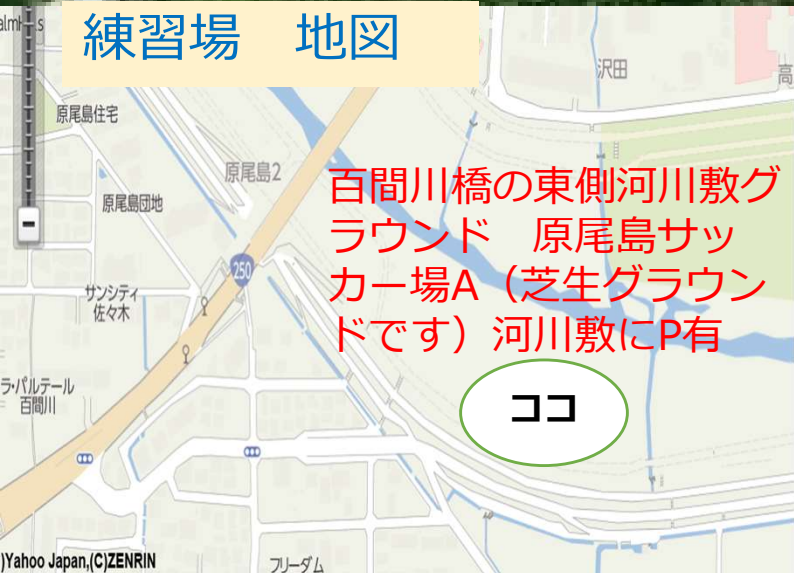 練習場　地図
沢田
高
原尾島住宅
原尾島2
原尾島団地
百間川橋の東側河川敷グ
ラウンド　原尾島サッ
カー場A（芝生グラウン
ドです）河川敷にP有
250
サンシティ
佐々木
ラ・パルテール
百間川
ココ
フリーダム
)Yahoo Japan,(C)ZENRIN